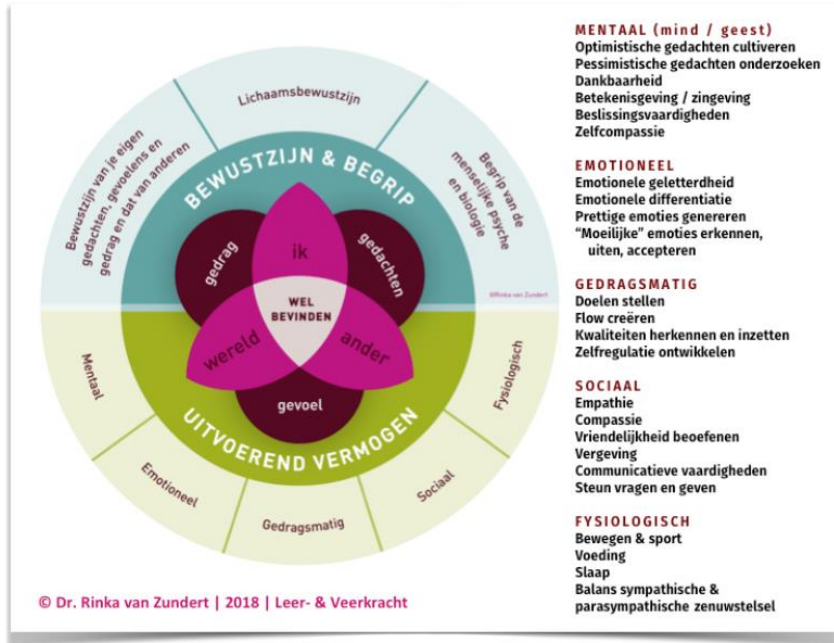 Lichaamsbewustzijn
Bewustzijn van je eigen
gedachten, gevoelens en
gedrag en dat van anderen
Begrip van de
menselijke psyche
en biologie
BEWUSTZIJN & BEGRIP
gedrag
ik
gedachten
WEL
BEVINDEN
wereld
ander
gevoel
UITVOEREND VERMOGEN
Mentaal
Emotioneel
Gedragsmatig
Sociaal
Fysiologisch
©Rinka van Zundert
© Dr. Rinka van Zundert | 2018 | Leer- & Veerkracht
MENTAAL (mind / geest)
Optimistische gedachten cultiveren
Pessimistische gedachten onderzoeken
Dankbaarheid
Betekenisgeving / zingeving
Beslissingsvaardigheden
Zelfcompassie
EMOTIONEEL
Emotionele geletterdheid
Emotionele differentiatie
Prettige emoties genereren
“Moeilijke” emoties erkennen,
uiten, accepteren
GEDRAGSMATIG
Doelen stellen
Flow creëren
Kwaliteiten herkennen en inzetten
Zelfregulatie ontwikkelen
SOCIAAL
Empathie
Compassie
Vriendelijkheid beoefenen
Vergeving
Communicatieve vaardigheden
Steun vragen en geven
FYSIOLOGISCH
Bewegen & sport
Voeding
Slaap
Balans sympathische &
parasympathische zenuwstelsel